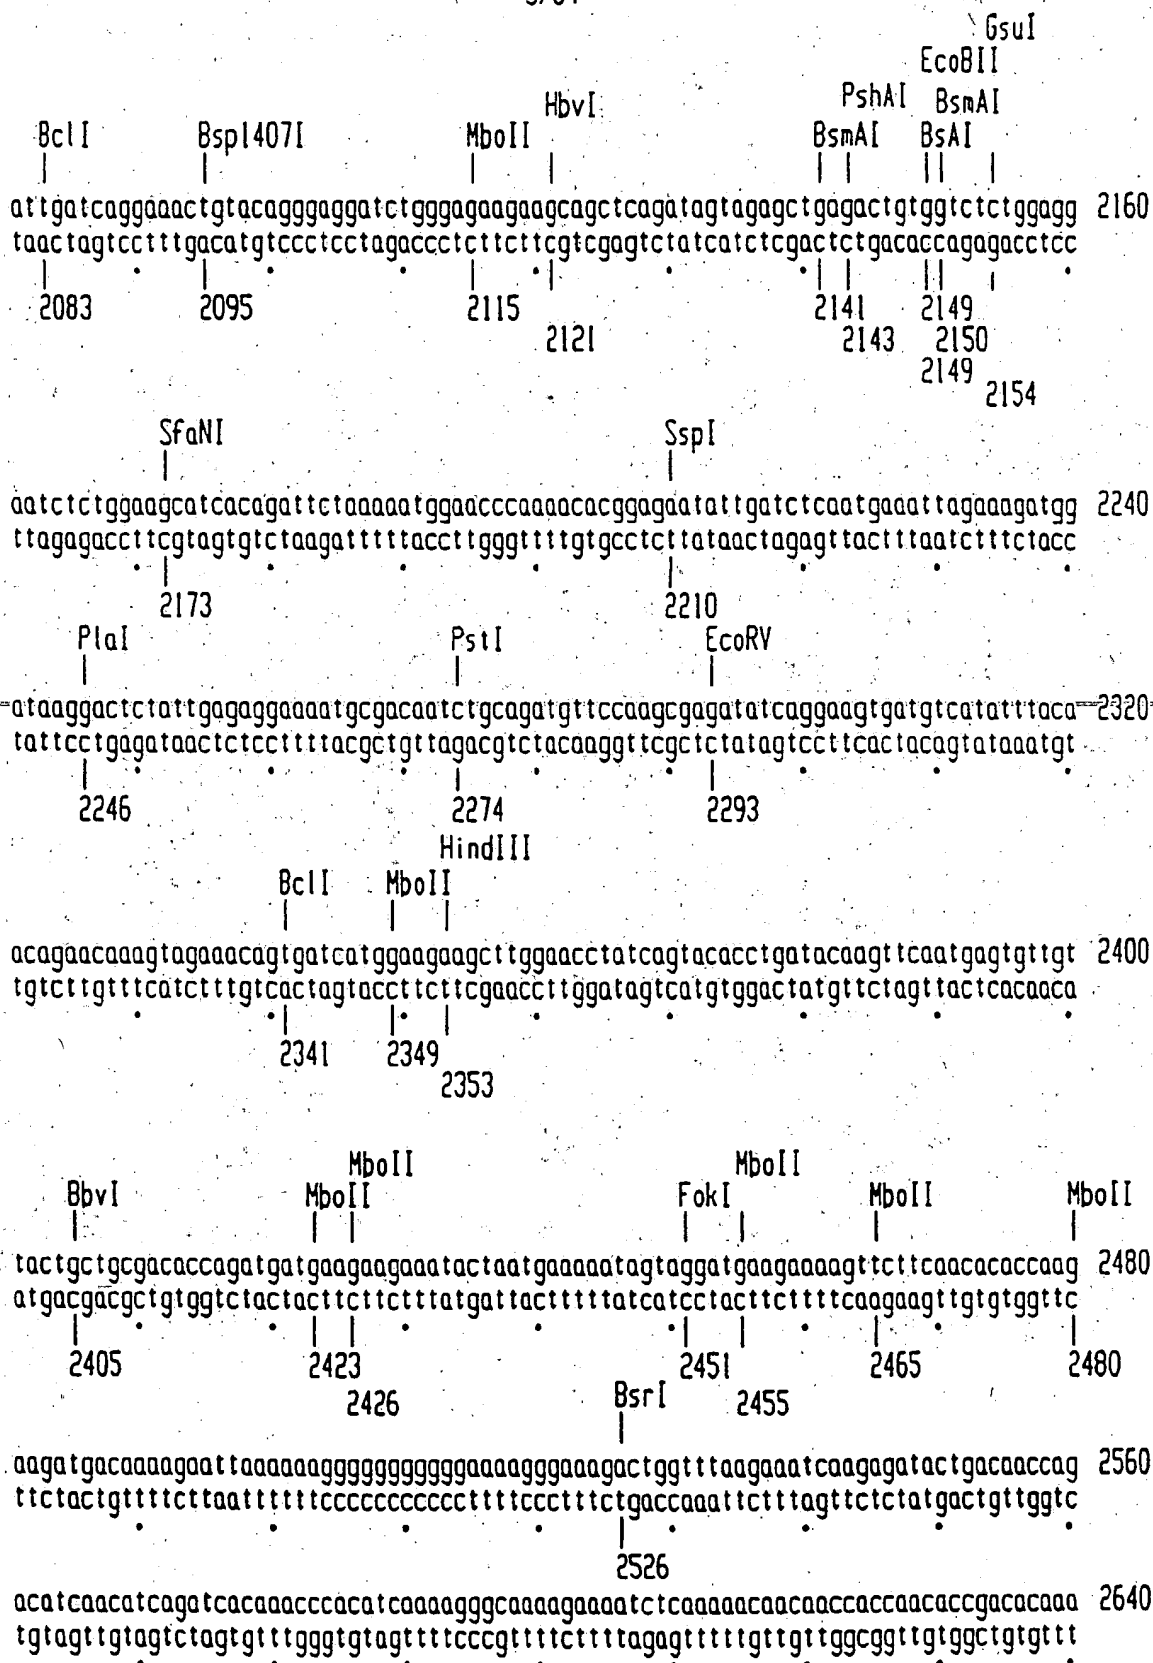 GsuI
EcoBII
HbvI PshAI BsmAI
BclI Bsp1407I MboII BsmAI BsAI
attgatcaggaaactgtacagggaggatctgggagaagaagcagctcagatagtagagctgagactgtggtctctggagg 2160
taactagtcctttgacatgtccctcctagaccctcttcttcgtcgagtctatcatctcgactctgacaccagagacctcc
2083 2095 2115 2141 2149
2121 2143 2150
2149
2154
SfaNI SspI
aatctctggaagcatcacagattctaaaaatggaacccaaaacacggagaatattgatctcaatgaaattagaaagatgg 2240
ttagagaccttcgtagtgtctaagatttttaccttgggttttgtgcctcttataactagagttactttaatctttctacc
2173 2210
PlaI PstI EcoRV
ataaggactctattgagaggaaaatgcgacaatctgcagatgttccaagcgagatatcaggaagtgatgtcatatttaca 2320
tattcctgagataactctccttttacgctgttagacgtctacaaggttcgctctatagtccttcactacagtataaatgt
2246 2274 2293
HindIII
BclI MboII
acagaacaaagtagaaacagtgatcatggaagaagcttggaacctatcagtacacctgatacaagttcaatgagtgttgt 2400
tgtcttgtttcatctttgtcactagtaccttcttcgaaccttggatagtcatgtggactatgttctagttactcacaaca
2341 2349
2353
MboII MboII
BbvI MboII FokI MboII MboII
tactgctgcgacaccagatgatgaagaagaaatactaatgaaaaatagtaggatgaagaaaagttcttcaacacaccaag 2480
atgacgacgctgtggtctactacttcttctttatgattactttttatcatcctacttcttttcaagaagttgtgtggttc
2405 2423 2451 2465 2480
2426 2455
BsrI
aagatgacaaaagaattaaaaaaggggggggggggaaaagggaaagactggtttaagaaatcaagagatactgacaaccag 2560
ttctactgttttcttaattttttccccccccccccttttccctttctgaccaaattctttagttctctatgactgttggtc
2526
acatcaacatcagatcacaaacccacatcaaaagggcaaaagaaaatctcaaaaacaacaaccaccaacaccgacacaaa 2640
tgtagttgtagtctagtgtttgggtgtagttttcccgttttcttttagagtttttgttgttggcggttgtggctgtgttt